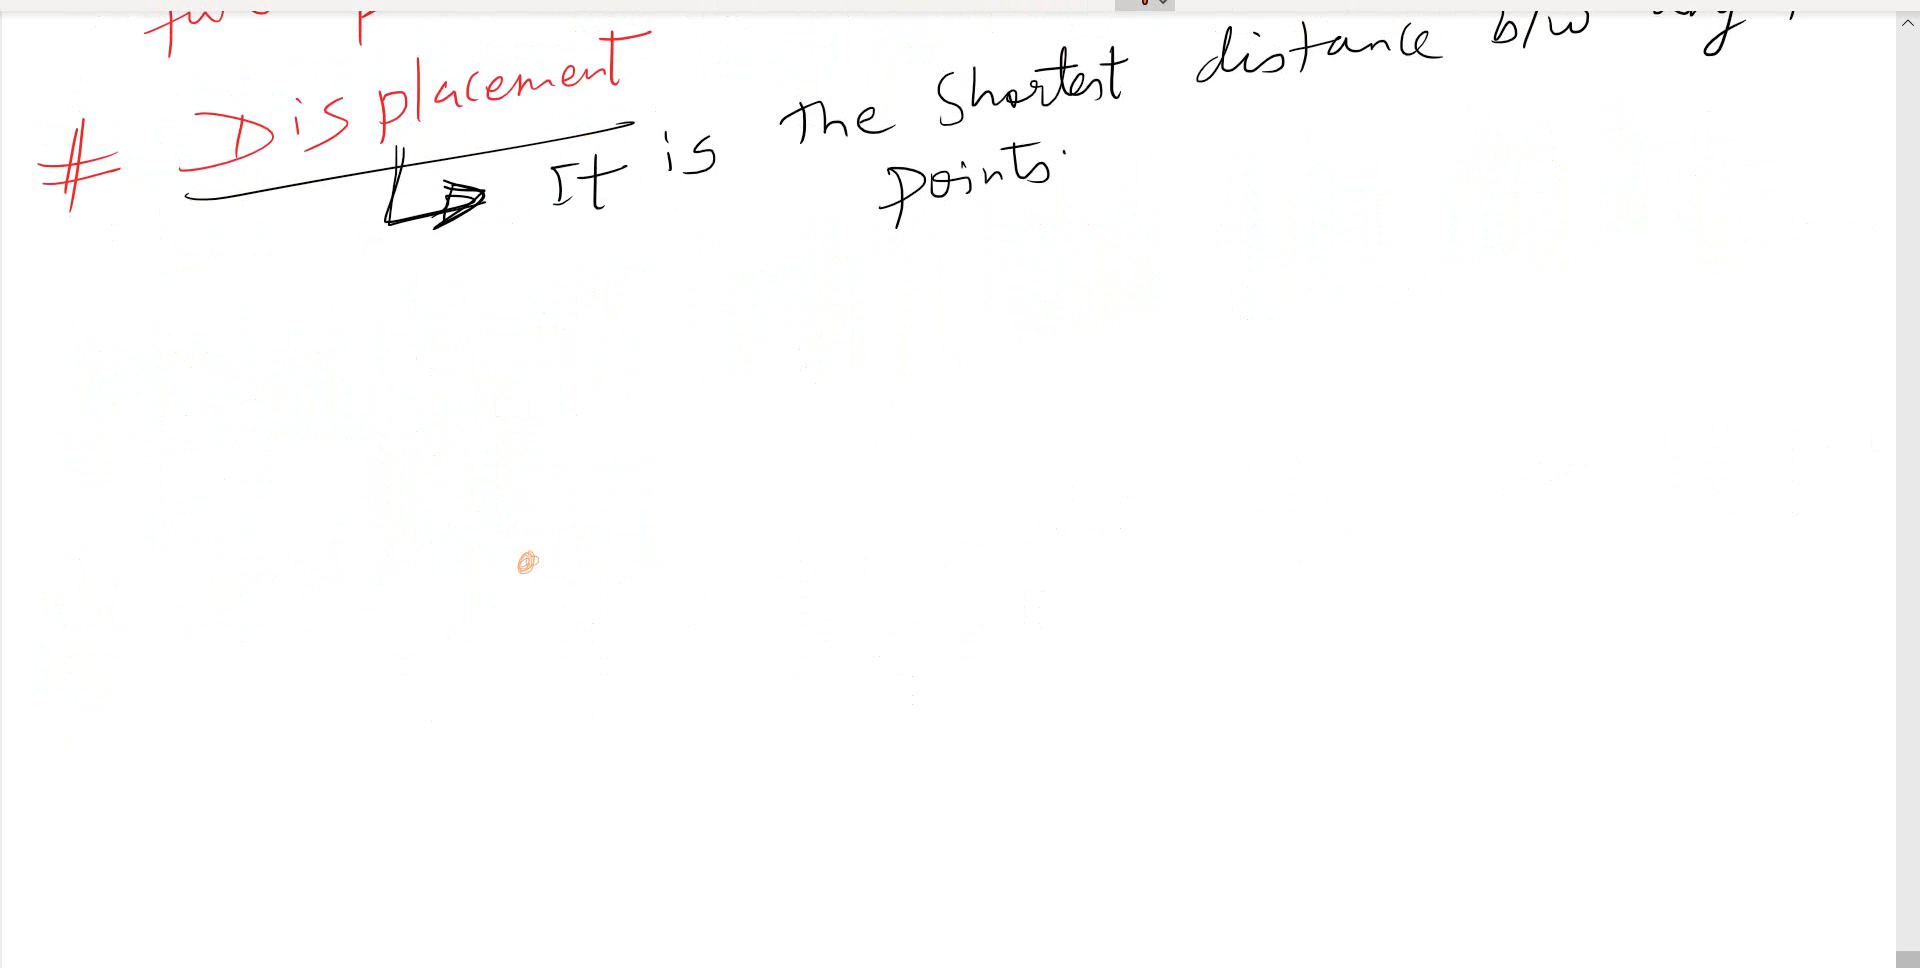 # Displacement
It is the Shortest distance b/w
points.